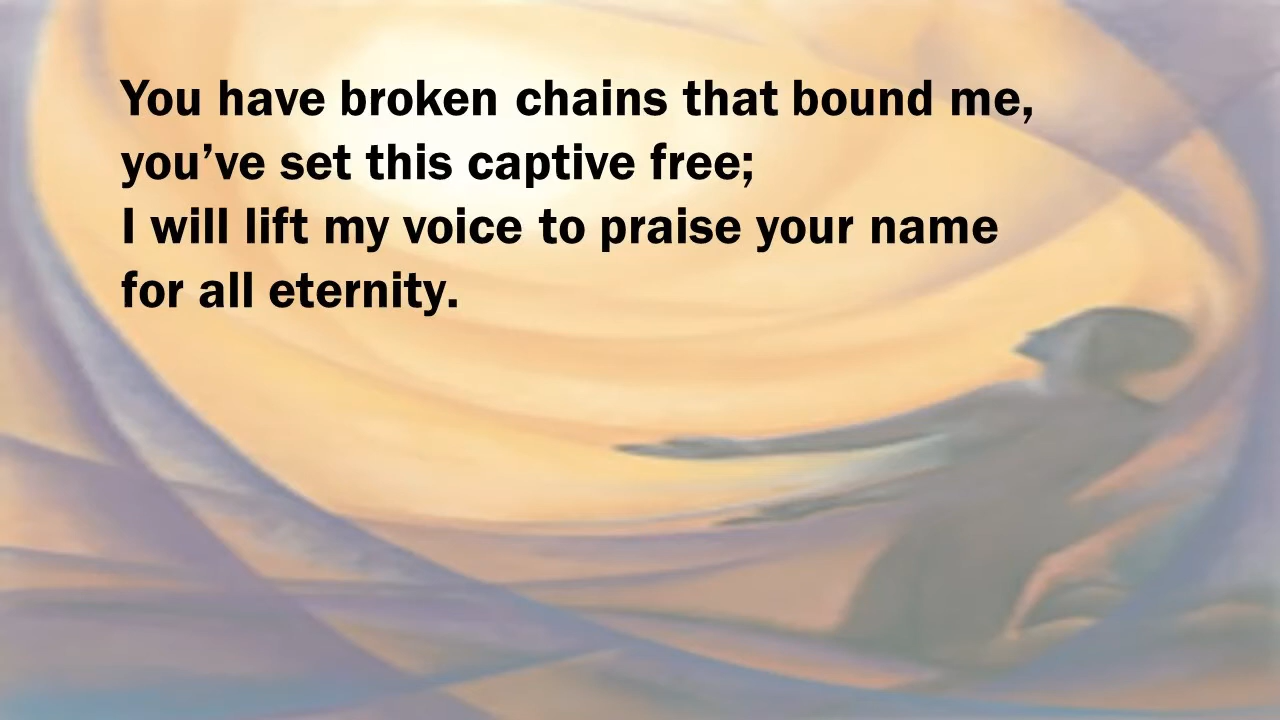 You have broken chains that bound me,
you’ve set this captive free;
I will lift my voice to praise your name
for all eternity.